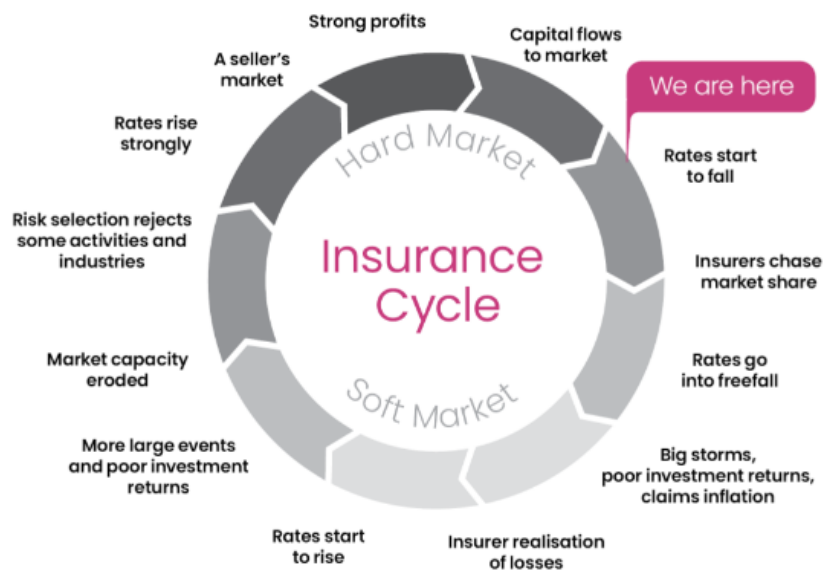 Strong profits
Capital flows
to market
We are here
Rates start
to fall
Insurers chase
market share
Rates go
into freefall
Big storms,
poor investment returns,
claims inflation
Insurer realisation
of losses
Rates start
to rise
More large events
and poor investment
returns
Market capacity
eroded
Risk selection rejects
some activities and
industries
Rates rise
strongly
A seller's
market
Hard Market
Insurance
Cycle
Soft Market